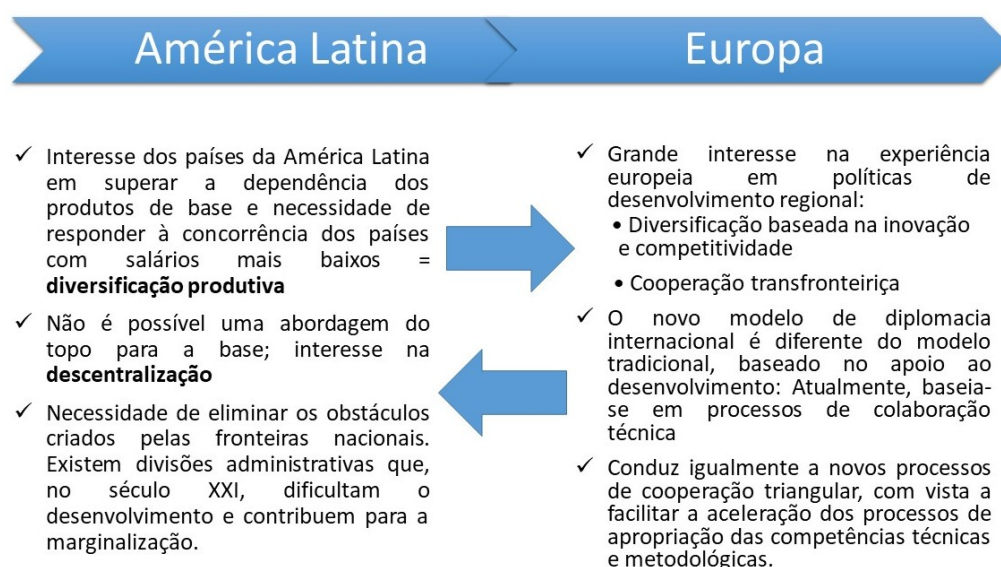 América Latina
Europa
Interesse dos países da América Latina
em superar a dependência dos
produtos de base e necessidade de
responder à concorrência dos países
com salários mais baixos =
diversificação produtiva
Não é possível uma abordagem do
topo para a base; interesse na
descentralização
Necessidade de eliminar os obstáculos
criados pelas fronteiras nacionais.
Existem divisões administrativas que,
no século XXI, dificultam o
desenvolvimento e contribuem para a
marginalização.
Grande interesse na experiência
europeia em políticas de
desenvolvimento regional:
• Diversificação baseada na inovação
e competitividade
• Cooperação transfronteiriça
O novo modelo de diplomacia
internacional é diferente do modelo
tradicional, baseado no apoio ao
desenvolvimento: Atualmente, baseia-
se em processos de colaboração
técnica
Conduz igualmente a novos processos
de cooperação triangular, com vista a
facilitar a aceleração dos processos de
apropriação das competências técnicas
e metodológicas.